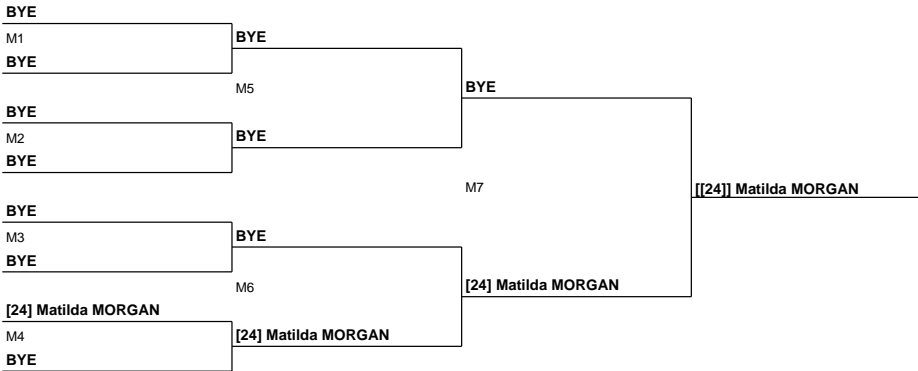 BYE
M1
BYE
BYE
M5
BYE
BYE
M2
BYE
BYE
M7
[[24]] Matilda MORGAN
BYE
M3
BYE
BYE
M6
[24] Matilda MORGAN
[24] Matilda MORGAN
M4
[24] Matilda MORGAN
BYE